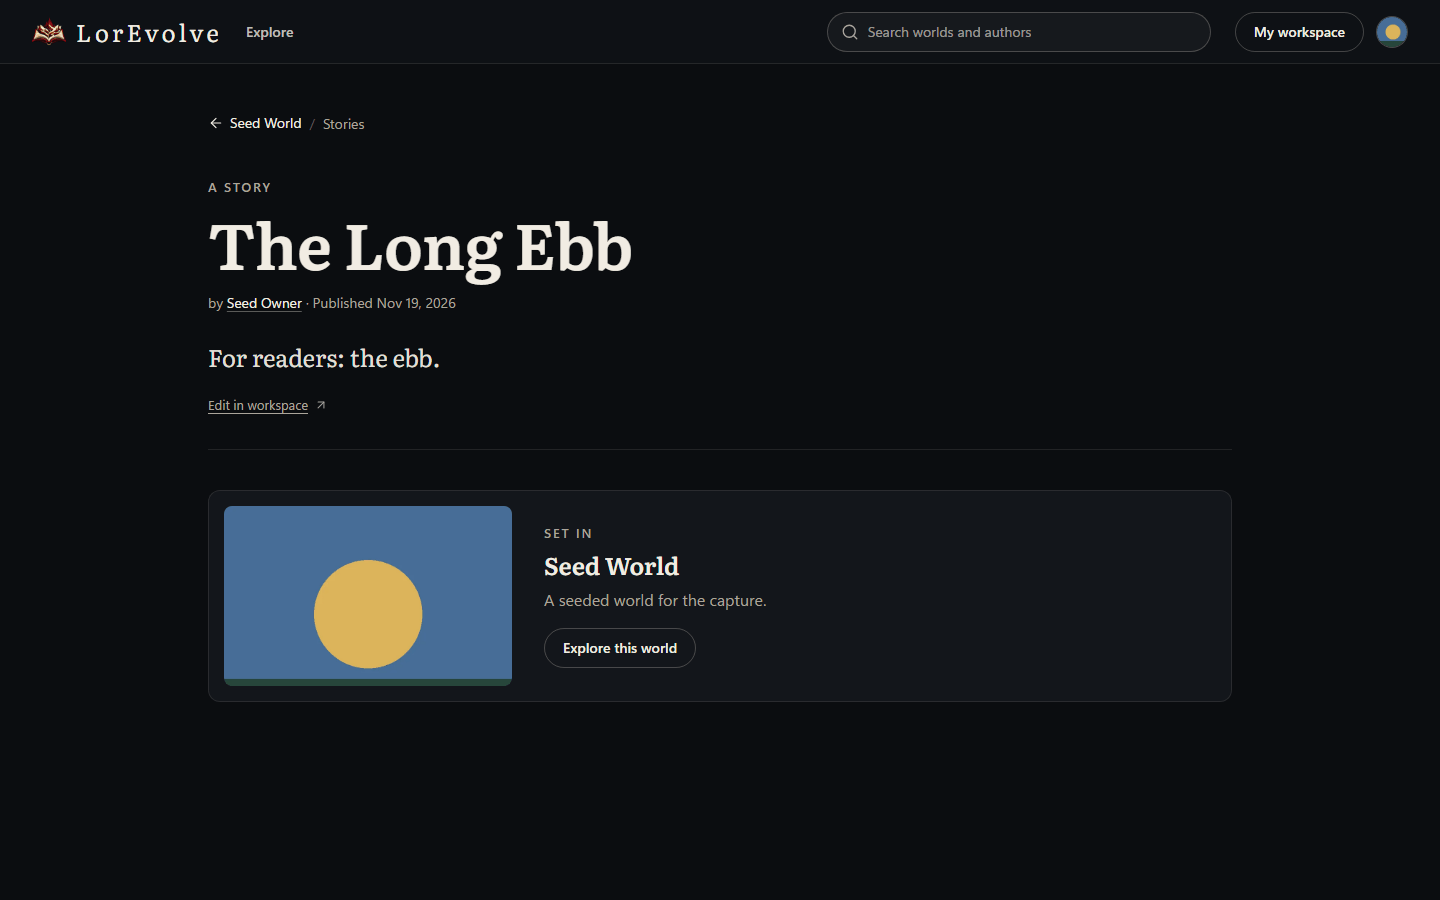 LorEvolve Explore Search worlds and authors My workspace
Seed World / Stories
A STORY
The Long Ebb
by Seed Owner · Published Nov 19, 2026
For readers: the ebb.
Edit in workspace
SET IN
Seed World
A seeded world for the capture.
Explore this world